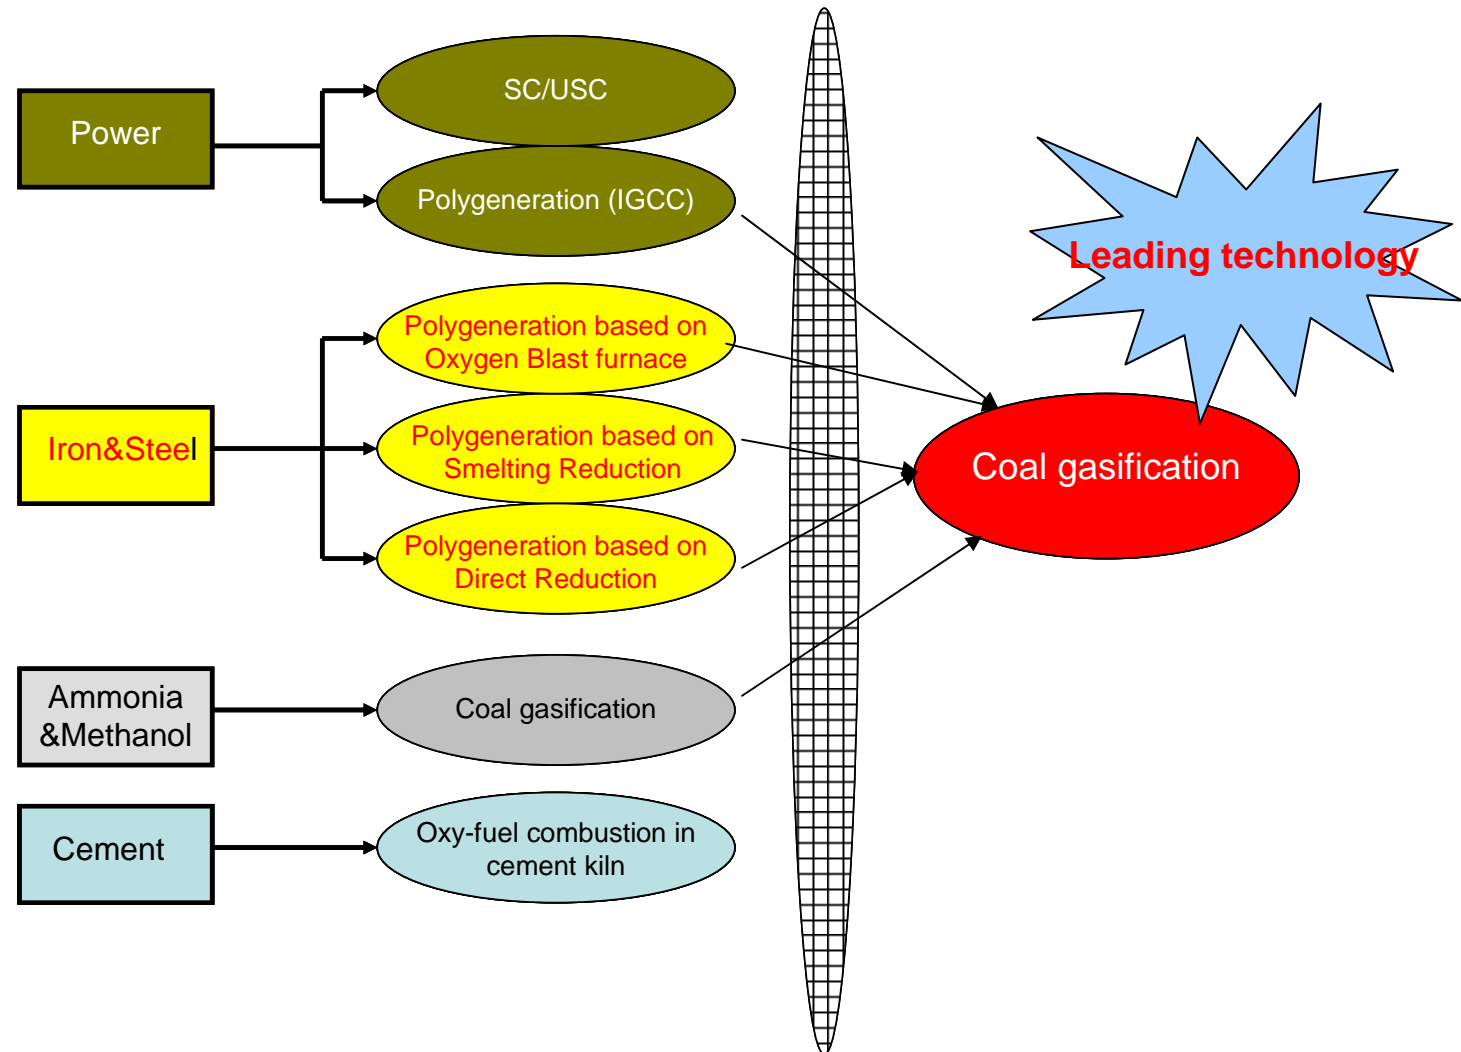 SC/USC
Power
Polygeneration (IGCC)
Leading technology
Polygeneration based on
Oxygen Blast furnace
Iron&Steel
Polygeneration based on
Smelting Reduction
Coal gasification
Polygeneration based on
Direct Reduction
Ammonia
&Methanol
Coal gasification
Cement
Oxy-fuel combustion in
cement kiln